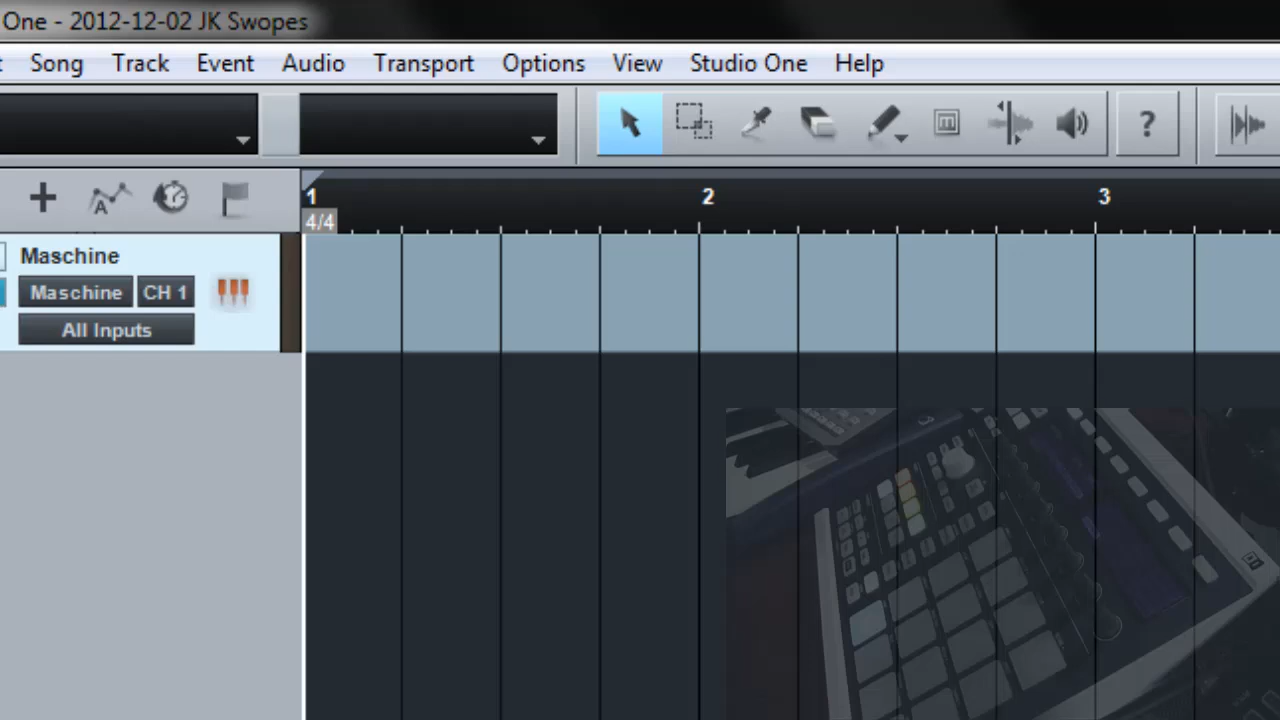 One - 2012-12-02 JK Swopes
Song Track Event Audio Transport Options View Studio One Help
?
1 2 3
4/4
Maschine
Maschine CH 1
All Inputs